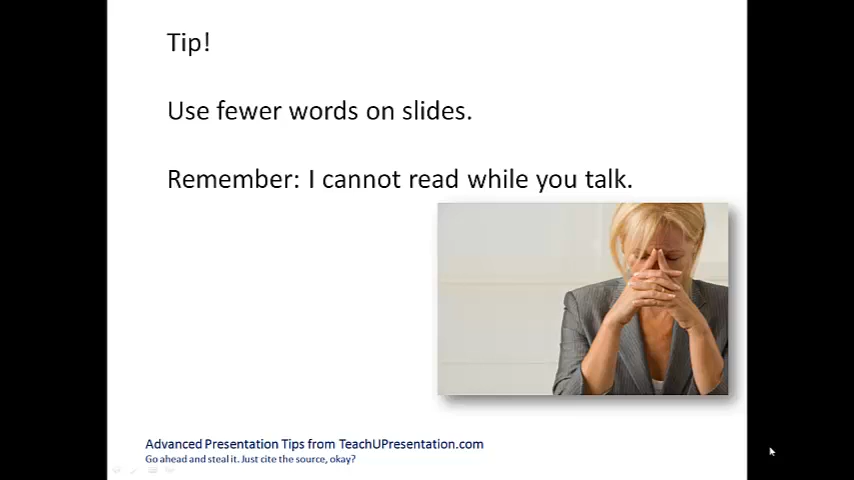 Tip!
Use fewer words on slides.
Remember: I cannot read while you talk.
Advanced Presentation Tips from TeachUPresentation.com
Go ahead and steal it. Just cite the source, okay?